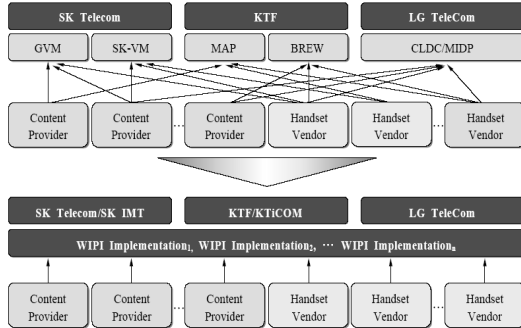 SK Telecom KTF LG TeleCom
GVM SK-VM MAP BREW CLDC/MIDP
Content Provider Content Provider ... Content Provider Handset Vendor Handset Vendor ... Handset Vendor
SK Telecom/SK IMT KTF/KTiCOM LG TeleCom
WIPI Implementation1, WIPI Implementation2, ... WIPI Implementationn
Content Provider Content Provider ... Content Provider Handset Vendor Handset Vendor ... Handset Vendor